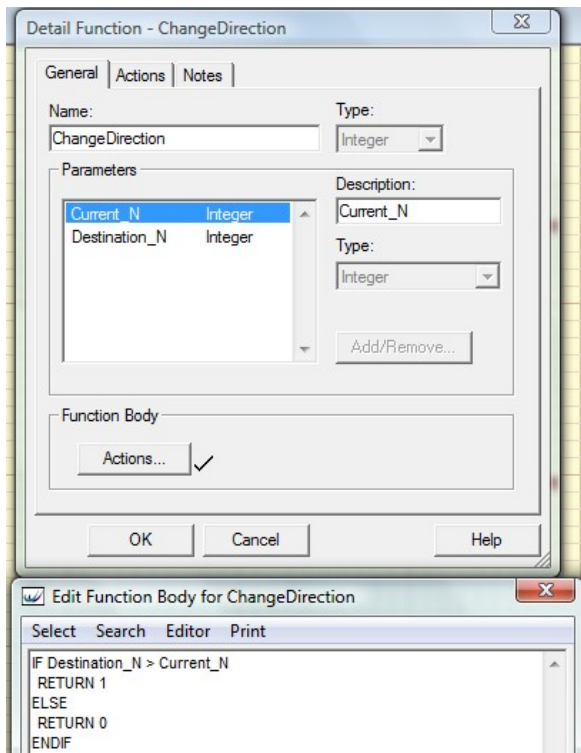 Detail Function - ChangeDirection
General Actions Notes
Name: Type:
ChangeDirection Integer
Parameters
Description:
Current_N Integer Current_N
Destination_N Integer
Type:
Integer
Add/Remove...
Function Body
Actions...
OK Cancel Help
Edit Function Body for ChangeDirection
Select Search Editor Print
IF Destination_N > Current_N
RETURN 1
ELSE
RETURN 0
ENDIF